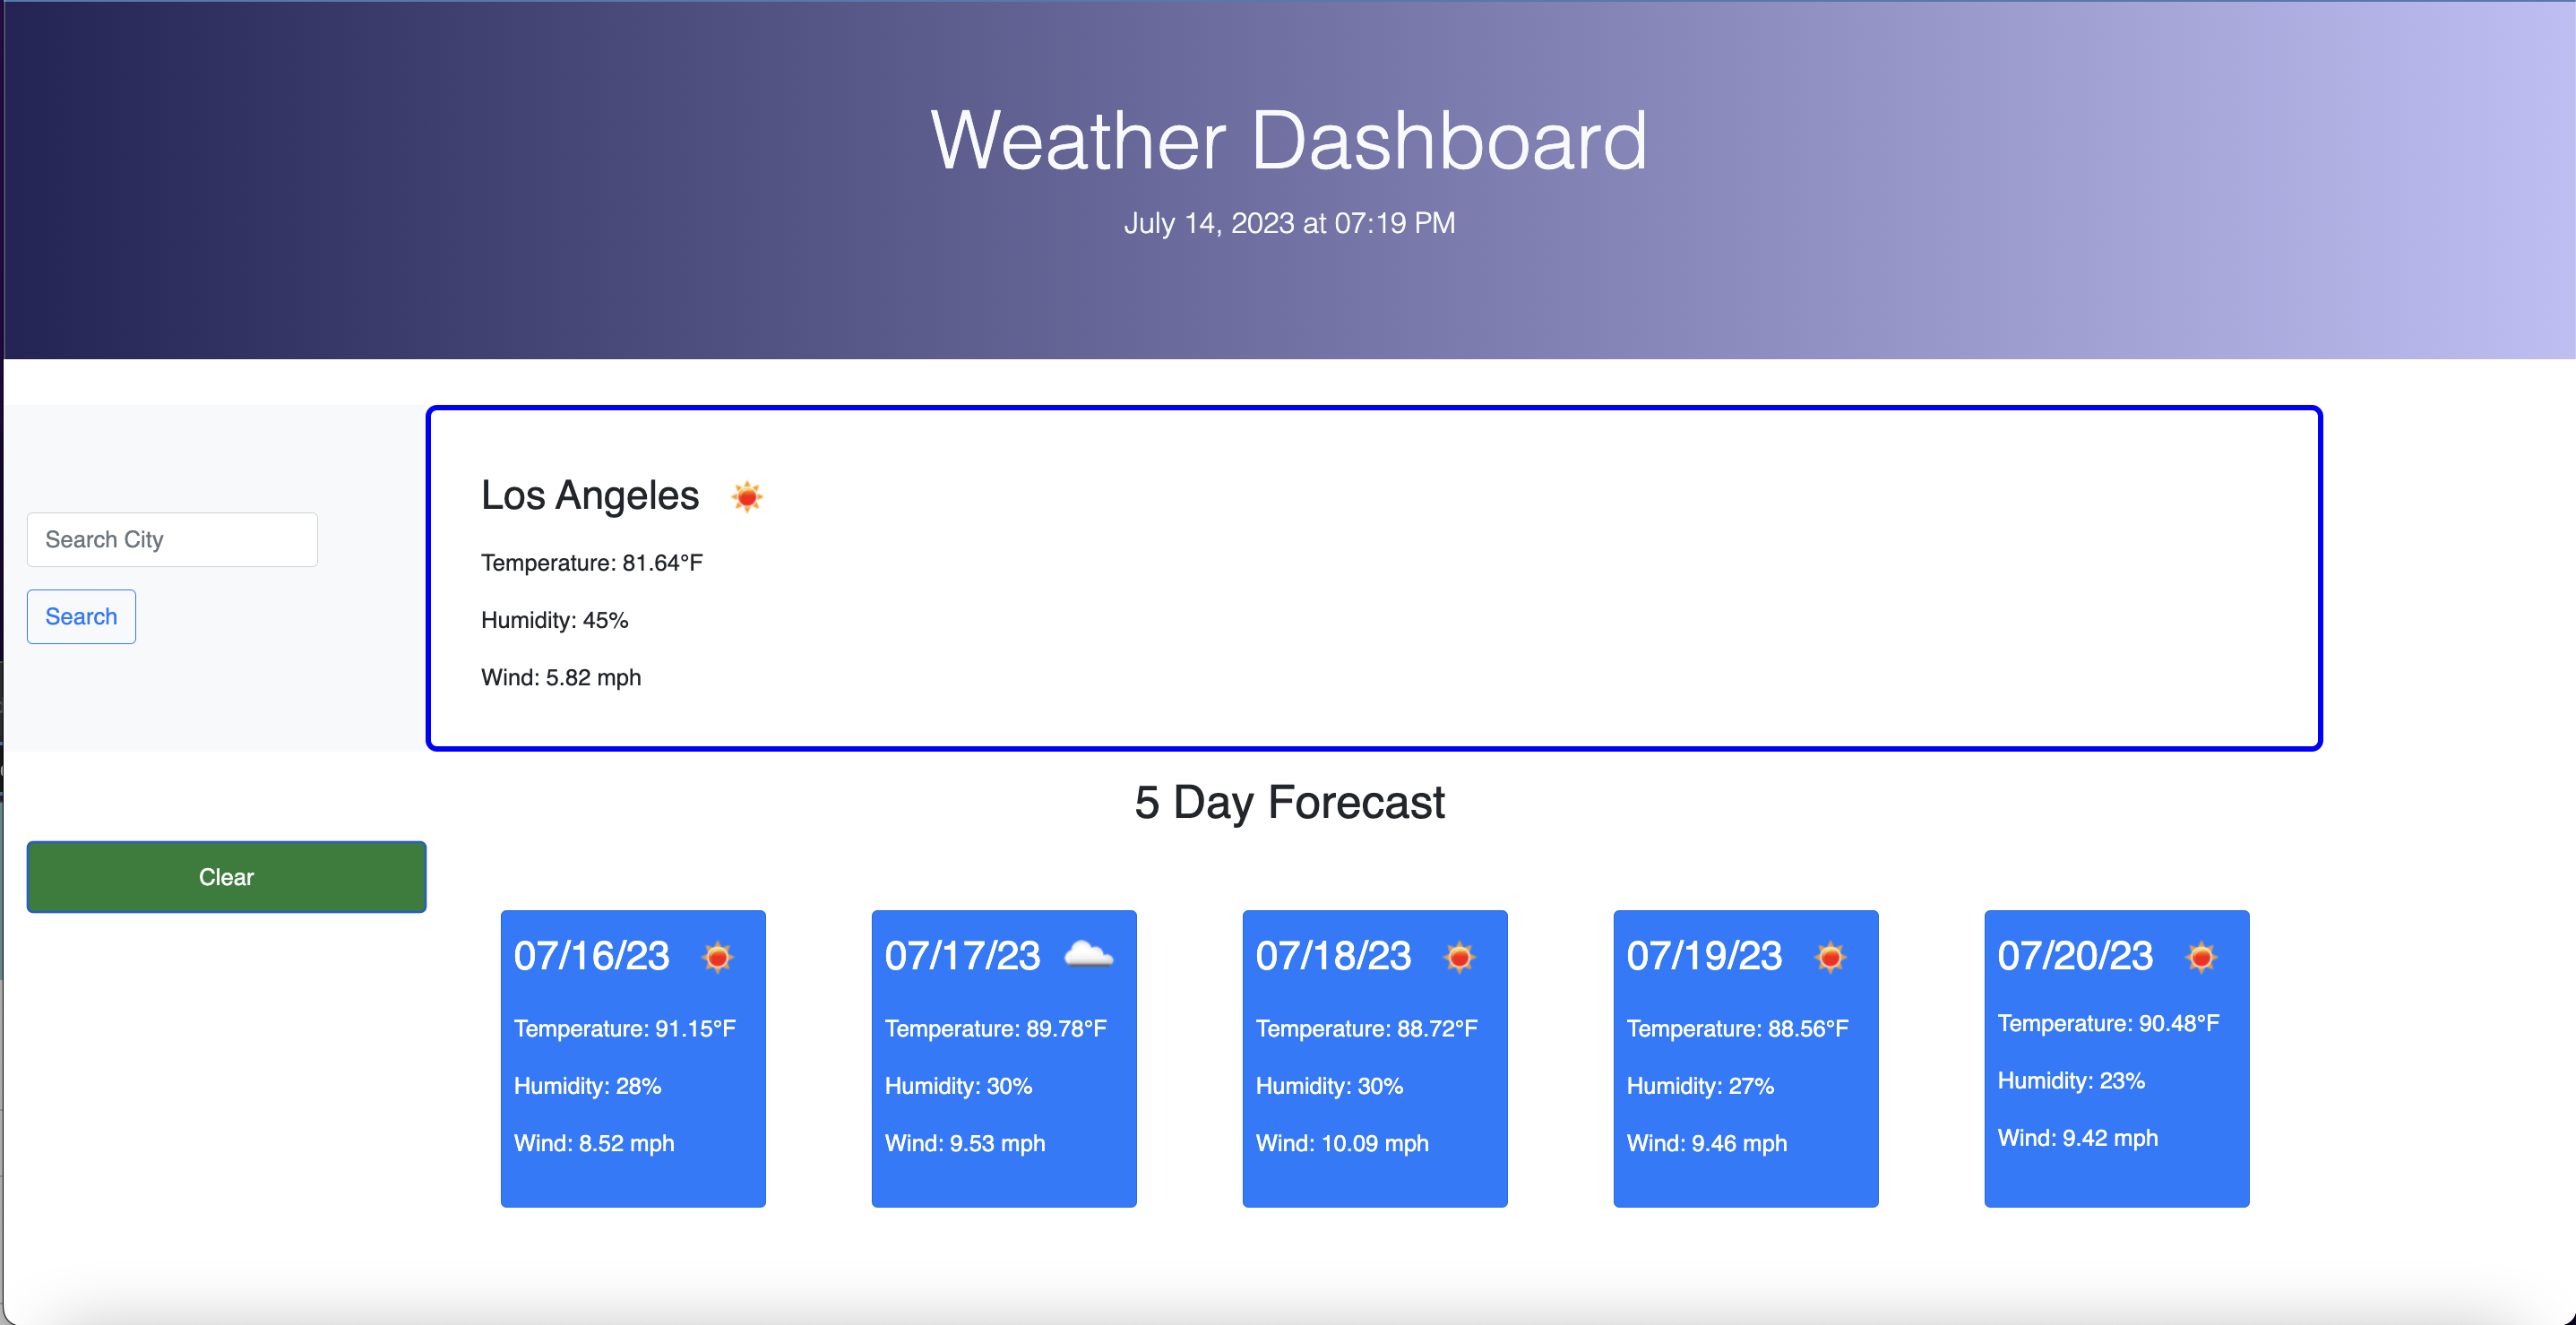 Weather Dashboard
July 14, 2023 at 07:19 PM
Search City
Search
Los Angeles
Temperature: 81.64°F
Humidity: 45%
Wind: 5.82 mph
Clear
5 Day Forecast
07/16/23
Temperature: 91.15°F
Humidity: 28%
Wind: 8.52 mph
07/17/23
Temperature: 89.78°F
Humidity: 30%
Wind: 9.53 mph
07/18/23
Temperature: 88.72°F
Humidity: 30%
Wind: 10.09 mph
07/19/23
Temperature: 88.56°F
Humidity: 27%
Wind: 9.46 mph
07/20/23
Temperature: 90.48°F
Humidity: 23%
Wind: 9.42 mph